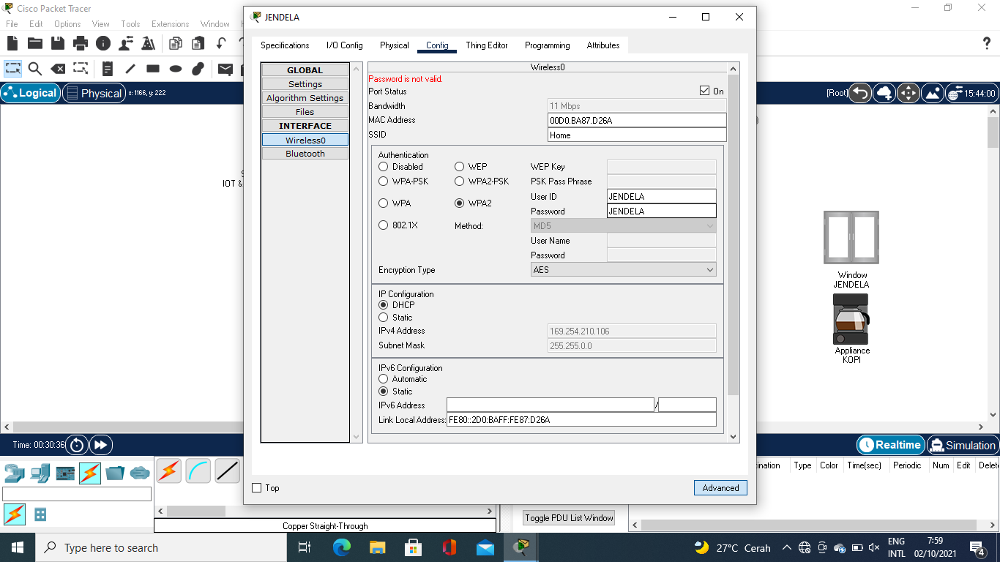 Cisco Packet Tracer
File Edit Options View Tools Extensions Window
Logical
Physical
x: 1166, y: 222
[Root]
15:44:00
IOT &
JENDELA
Specifications I/O Config Physical Config Thing Editor Programming Attributes
GLOBAL
Settings
Algorithm Settings
Files
INTERFACE
Wireless0
Bluetooth
Wireless0
Password is not valid.
Port Status On
Bandwidth 11 Mbps
MAC Address 00D0.BA87.D26A
SSID Home
Authentication
Disabled WEP WEP Key
WPA-PSK WPA2-PSK PSK Pass Phrase
User ID JENDELA
WPA WPA2
Password JENDELA
802.1X Method: MD5
User Name
Password
Encryption Type AES
IP Configuration
DHCP
Static
IPv4 Address 169.254.210.106
Subnet Mask 255.255.0.0
IPv6 Configuration
Automatic
Static
IPv6 Address /
Link Local Address: FE80::2D0:BAFF:FE87:D26A
Top
Advanced
Window
JENDELA
Appliance
KOPI
Time: 00:30:36
Realtime
Simulation
Type Color Time(sec) Periodic Num Edit
Copper Straight-Through
Toggle PDU List Window
Type here to search
27°C Cerah
ENG
INTL
7:59
02/10/2021
4